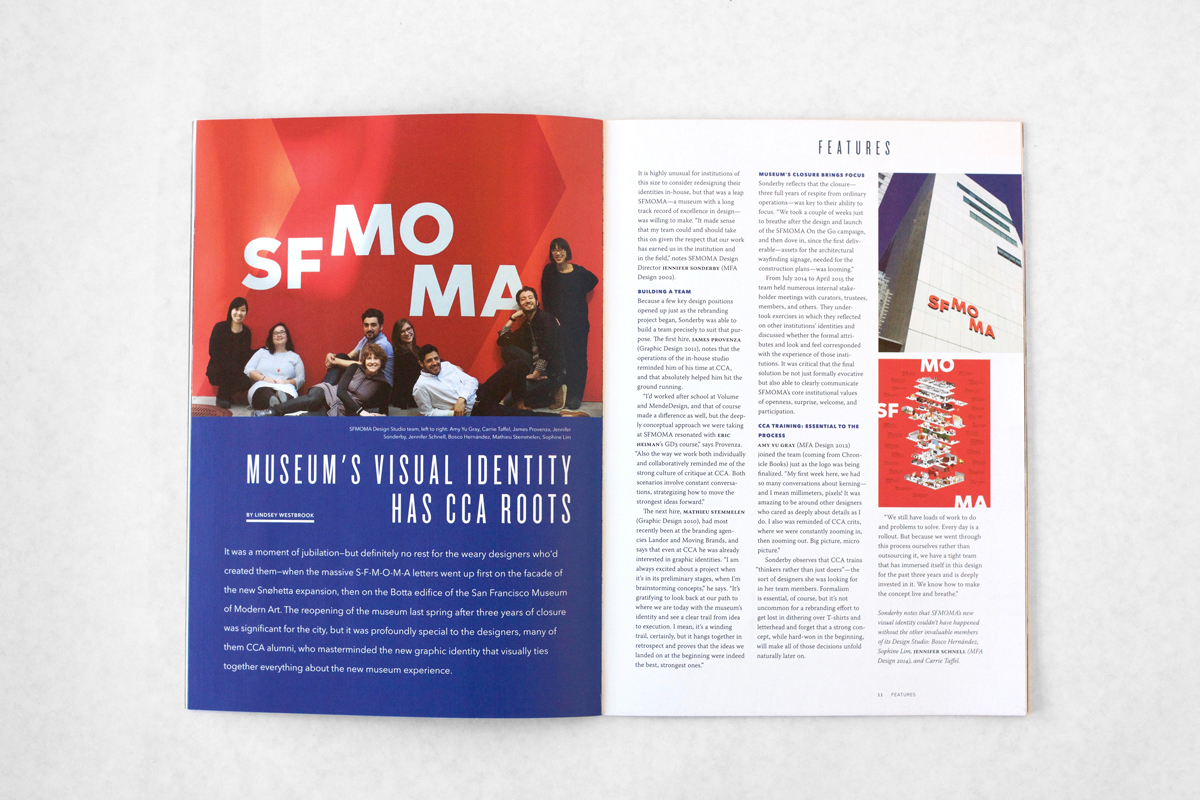 SFMOMA
SFMOMA Design Studio team, left to right: Amy Yu Gray, Carrie Taffel, James Provenza, Jennifer
Sonderby, Jennifer Schnell, Bosco Hernández, Mathieu Stemmelen, Sophine Lim
MUSEUM'S VISUAL IDENTITY
HAS CCA ROOTS
BY LINDSEY WESTBROOK
It was a moment of jubilation—but definitely no rest for the weary designers who'd
created them—when the massive S-F-M-O-M-A letters went up first on the facade of
the new Snøhetta expansion, then on the Botta edifice of the San Francisco Museum
of Modern Art. The reopening of the museum last spring after three years of closure
was significant for the city, but it was profoundly special to the designers, many of
them CCA alumni, who masterminded the new graphic identity that visually ties
together everything about the new museum experience.
FEATURES
It is highly unusual for institutions of
this size to consider redesigning their
identities in-house, but that was a leap
SFMOMA—a museum with a long
track record of excellence in design—
was willing to make. "It made sense
that my team could and should take
this on given the respect that our work
has earned us in the institution and
in the field," notes SFMOMA Design
Director JENNIFER SONDERBY (MFA
Design 2002).
BUILDING A TEAM
Because a few key design positions
opened up just as the rebranding
project began, Sonderby was able to
build a team precisely to suit that pur-
pose. The first hire, JAMES PROVENZA
(Graphic Design 2011), notes that the
operations of the in-house studio
reminded him of his time at CCA,
and that absolutely helped him hit the
ground running.
"I'd worked after school at Volume
and MendeDesign, and that of course
made a difference as well, but the deep-
ly conceptual approach we were taking
at SFMOMA resonated with ERIC
HEIMAN's GD3 course," says Provenza.
"Also the way we work both individually
and collaboratively reminded me of the
strong culture of critique at CCA. Both
scenarios involve constant conversa-
tions, strategizing how to move the
strongest ideas forward."
The next hire, MATHIEU STEMMELEN
(Graphic Design 2010), had most
recently been at the branding agen-
cies Landor and Moving Brands, and
says that even at CCA he was already
interested in graphic identities. "I am
always excited about a project when
it's in its preliminary stages, when I'm
brainstorming concepts," he says. "It's
gratifying to look back at our path to
where we are today with the museum's
identity and see a clear trail from idea
to execution. I mean, it's a winding
trail, certainly, but it hangs together in
retrospect and proves that the ideas we
landed on at the beginning were indeed
the best, strongest ones."
MUSEUM'S CLOSURE BRINGS FOCUS
Sonderby reflects that the closure—
three full years of respite from ordinary
operations—was key to their ability to
focus. "We took a couple of weeks just
to breathe after the design and launch
of the SFMOMA On the Go campaign,
and then dove in, since the first deliv-
erable—assets for the architectural
wayfinding signage, needed for the
construction plans—was looming."
From July 2014 to April 2015 the
team held numerous internal stake-
holder meetings with curators, trustees,
members, and others. They under-
took exercises in which they reflected
on other institutions' identities and
discussed whether the formal attri-
butes and look and feel corresponded
with the experience of those insti-
tutions. It was critical that the final
solution be not just formally evocative
but also able to clearly communicate
SFMOMA's core institutional values
of openness, surprise, welcome, and
participation.
CCA TRAINING: ESSENTIAL TO THE
PROCESS
AMY YU GRAY (MFA Design 2012)
joined the team (coming from Chron-
icle Books) just as the logo was being
finalized. "My first week here, we had
so many conversations about kerning—
and I mean millimeters, pixels! It was
amazing to be around other designers
who cared as deeply about details as I
do. I also was reminded of CCA crits,
where we were constantly zooming in,
then zooming out. Big picture, micro
picture."
Sonderby observes that CCA trains
"thinkers rather than just doers"—the
sort of designers she was looking for
in her team members. Formalism
is essential, of course, but it's not
uncommon for a rebranding effort to
get lost in dithering over T-shirts and
letterhead and forget that a strong con-
cept, while hard-won in the beginning,
will make all of those decisions unfold
naturally later on.
SFMOMA
MO
SF
MA
"We still have loads of work to do
and problems to solve. Every day is a
rollout. But because we went through
this process ourselves rather than
outsourcing it, we have a tight team
that has immersed itself in this design
for the past three years and is deeply
invested in it. We know how to make
the concept live and breathe."
Sonderby notes that SFMOMA's new
visual identity couldn't have happened
without the other invaluable members
of its Design Studio: Bosco Hernández,
Sophine Lim, JENNIFER SCHNELL (MFA
Design 2014), and Carrie Taffel.
11 FEATURES